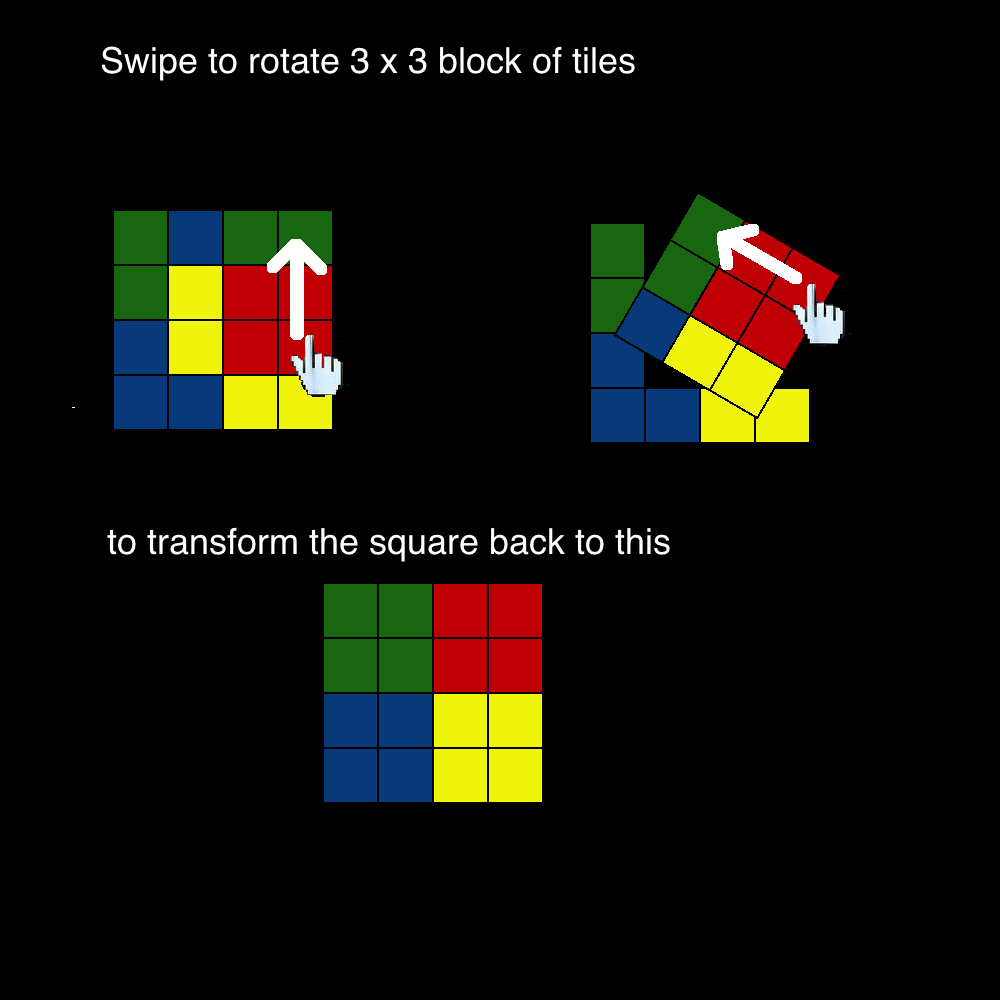 Swipe to rotate 3 x 3 block of tiles
to transform the square back to this